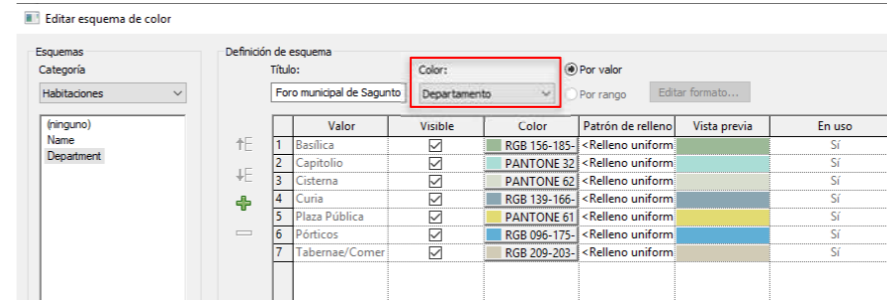 Editar esquema de color
Esquemas
Categoría
Habitaciones
(ninguno)
Name
Department
Definición de esquema
Título:
Foro municipal de Sagunto
Color:
Departamento
Por valor
Por rango
Editar formato...
Valor Visible Color Patrón de relleno Vista previa En uso
1 Basílica RGB 156-185- <Relleno uniform Sí
2 Capitolio PANTONE 32 <Relleno uniform Sí
3 Cisterna PANTONE 62 <Relleno uniform Sí
4 Curia RGB 139-166- <Relleno uniform Sí
5 Plaza Pública PANTONE 61 <Relleno uniform Sí
6 Pórticos RGB 096-175- <Relleno uniform Sí
7 Tabernae/Comer RGB 209-203- <Relleno uniform Sí